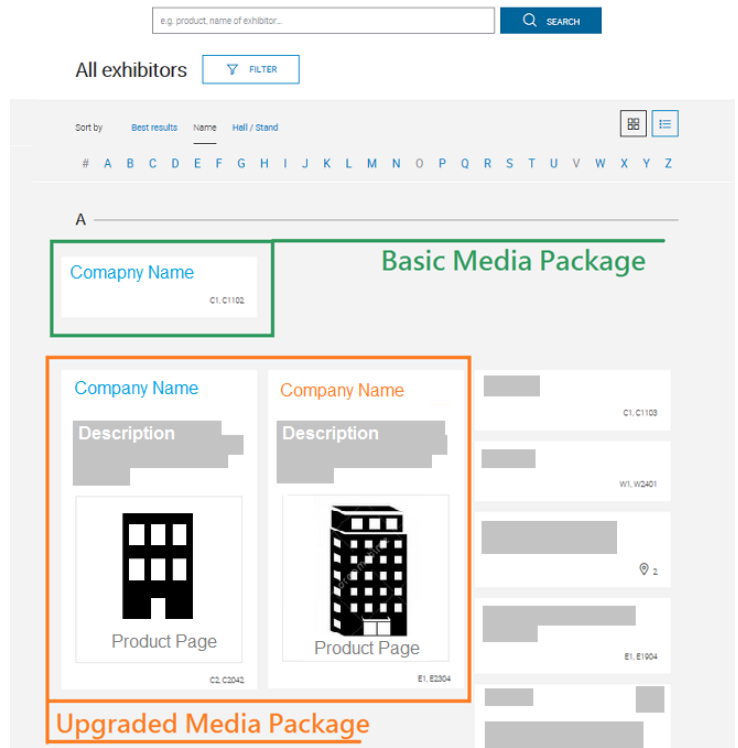 e.g. product, name of exhibitor...
SEARCH
All exhibitors
FILTER
Sort by Best results Name Hall / Stand
# A B C D E F G H I J K L M N O P Q R S T U V W X Y Z
A
Basic Media Package
Comapny Name
C1, C1102
Company Name
Description
Product Page
C2, C2042
Company Name
Description
Product Page
E1, E2304
C1, C1103
W1, W2401
2
E1, E1904
Upgraded Media Package